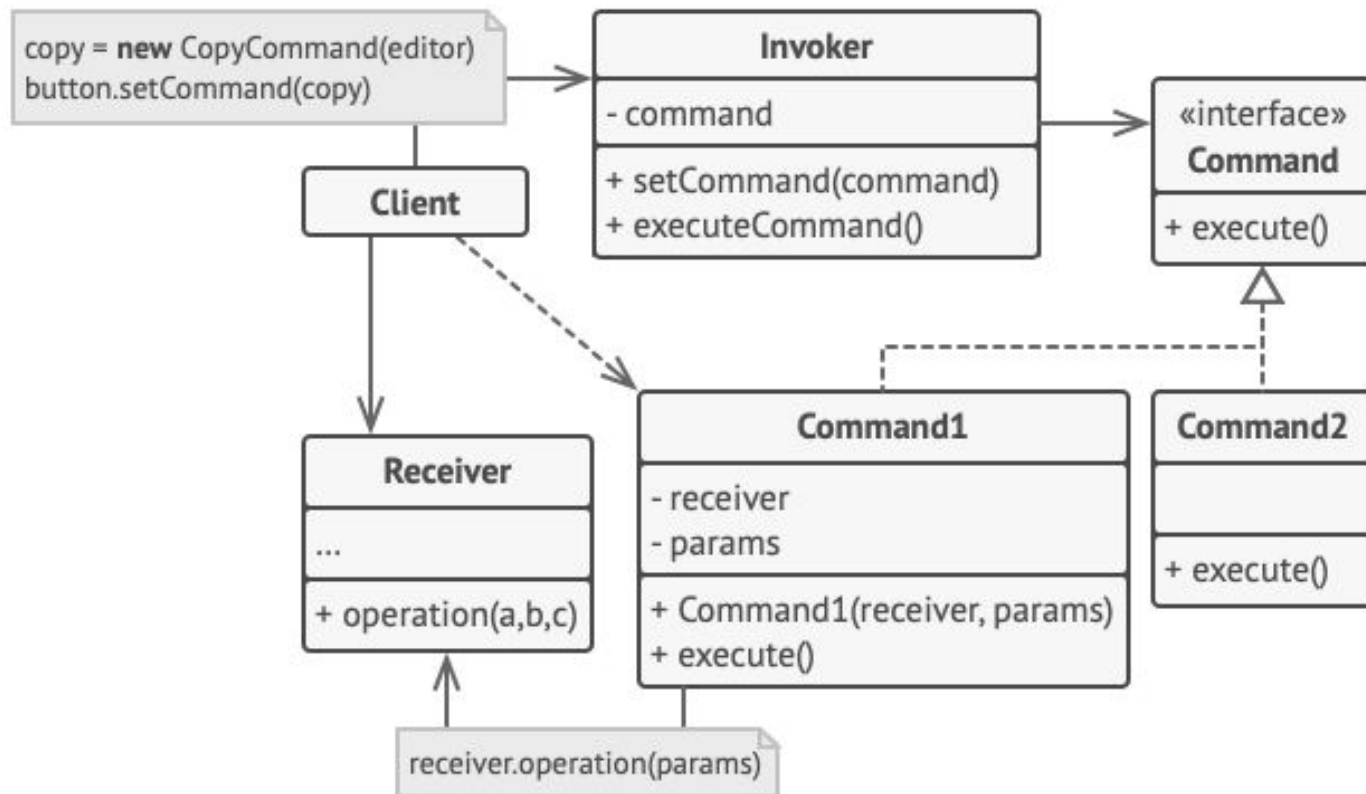 copy = new CopyCommand(editor)
button.setCommand(copy)
Client
Invoker
- command
+ setCommand(command)
+ executeCommand()
«interface»
Command
+ execute()
Receiver
...
+ operation(a,b,c)
Command1
- receiver
- params
+ Command1(receiver, params)
+ execute()
Command2
+ execute()
receiver.operation(params)